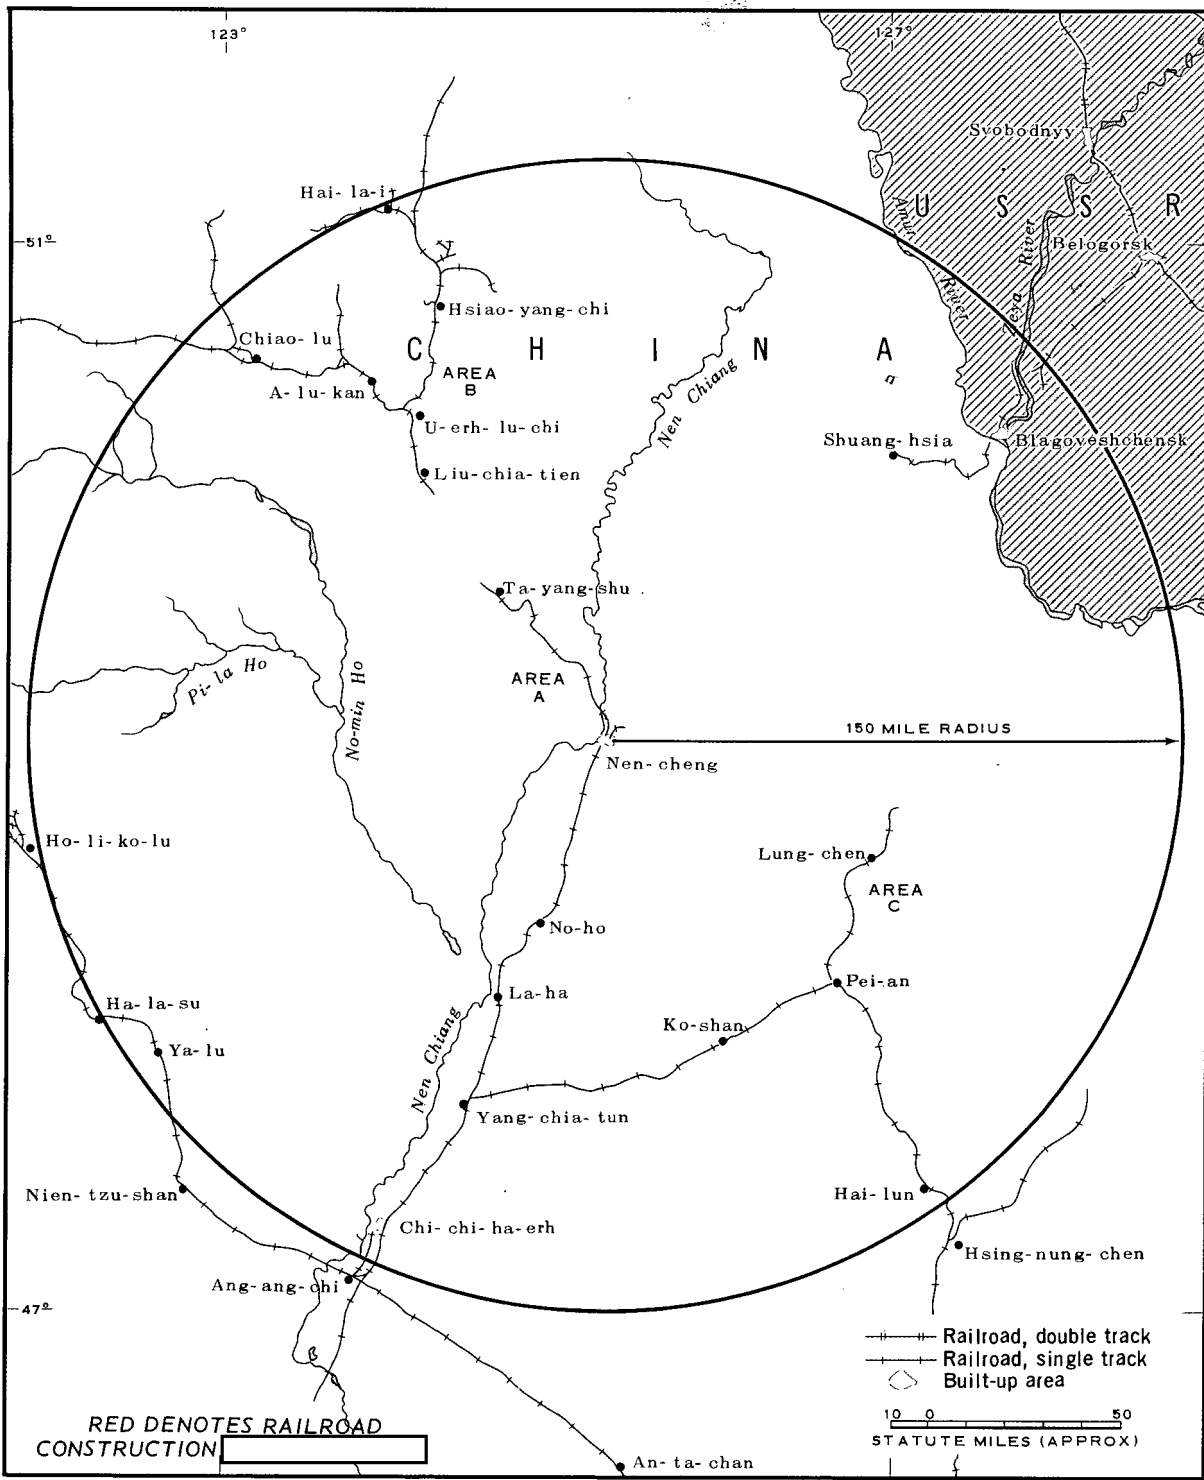 123°
127°
Svobodnyy
Hai-la-it
U S S R
Amur River
Zeya River
51°
Belogorsk
Hsiao-yang-chi
Chiao-lu
C H I N A
AREA B
A-lu-kan
Nen Chiang
U-erh-lu-chi
Shuang-hsia
Blagoveshchensk
Liu-chia-tien
Ta-yang-shu
Pi-la Ho
No-min Ho
AREA A
150 MILE RADIUS
Nen-cheng
Ho-li-ko-lu
Lung-chen
AREA C
No-ho
Pei-an
La-ha
Ha-la-su
Ko-shan
Ya-lu
Nen Chiang
Yang-chia-tun
Nien-tzu-shan
Hai-lun
Chi-chi-ha-erh
Hsing-nung-chen
Ang-ang-chi
47°
Railroad, double track
Railroad, single track
Built-up area
10 0 50
STATUTE MILES (APPROX)
RED DENOTES RAILROAD
CONSTRUCTION
An-ta-chan